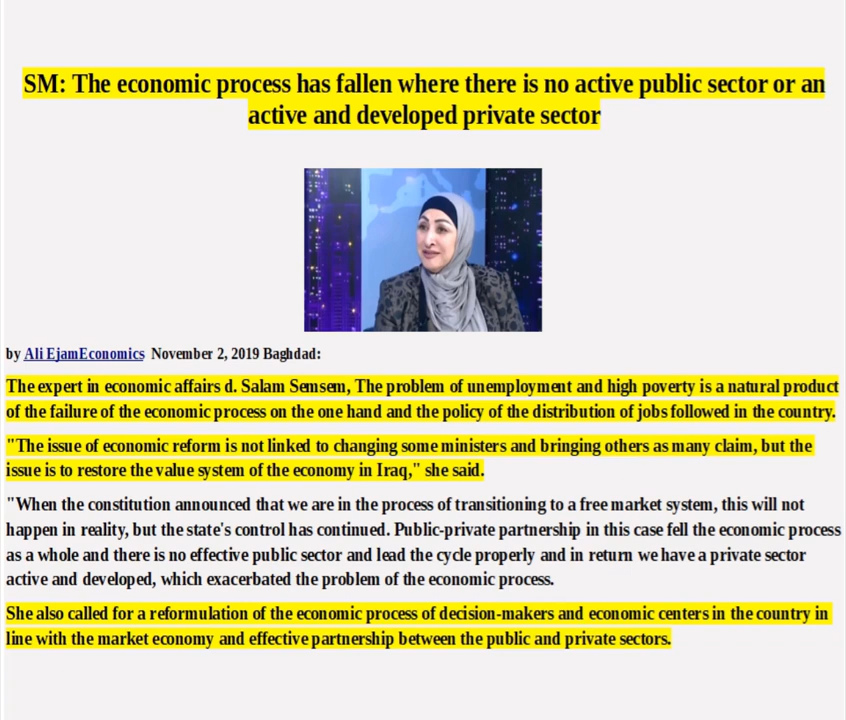 SM: The economic process has fallen where there is no active public sector or an
active and developed private sector
by Ali EjamEconomics November 2, 2019 Baghdad:
The expert in economic affairs d. Salam Semsem, The problem of unemployment and high poverty is a natural product
of the failure of the economic process on the one hand and the policy of the distribution of jobs followed in the country.
"The issue of economic reform is not linked to changing some ministers and bringing others as many claim, but the
issue is to restore the value system of the economy in Iraq," she said.
"When the constitution announced that we are in the process of transitioning to a free market system, this will not
happen in reality, but the state's control has continued. Public-private partnership in this case fell the economic process
as a whole and there is no effective public sector and lead the cycle properly and in return we have a private sector
active and developed, which exacerbated the problem of the economic process.
She also called for a reformulation of the economic process of decision-makers and economic centers in the country in
line with the market economy and effective partnership between the public and private sectors.